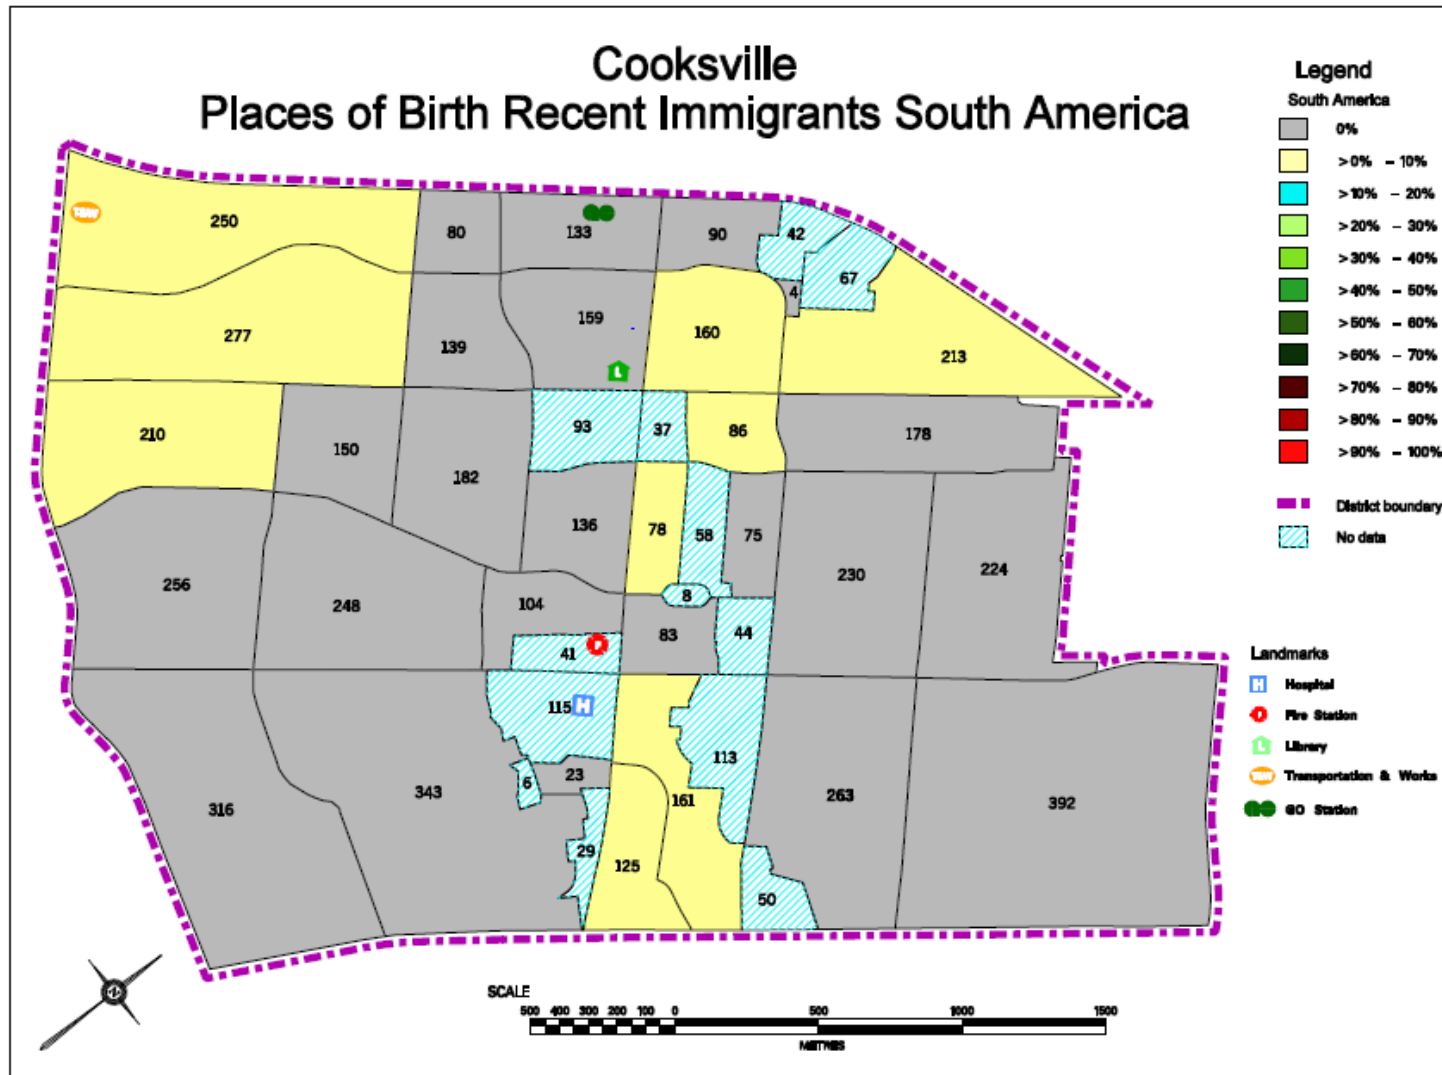 Cooksville
Places of Birth Recent Immigrants South America
Legend
South America
0%
>0% - 10%
>10% - 20%
>20% - 30%
>30% - 40%
>40% - 50%
>50% - 60%
>60% - 70%
>70% - 80%
>80% - 90%
>90% - 100%
District boundary
No data
Landmarks
H Hospital
F Fire Station
L Library
T&W Transportation & Works
GO Station
T&W
250
80
133
90
42
67
4
277
139
159
L
160
213
210
150
182
93
37
86
178
136
78
58
75
256
248
104
8
230
224
41
F
83
44
115
H
113
6
23
316
343
161
263
392
29
125
50
N
SCALE
500 400 300 200 100 0 500 1000 1500
METRES